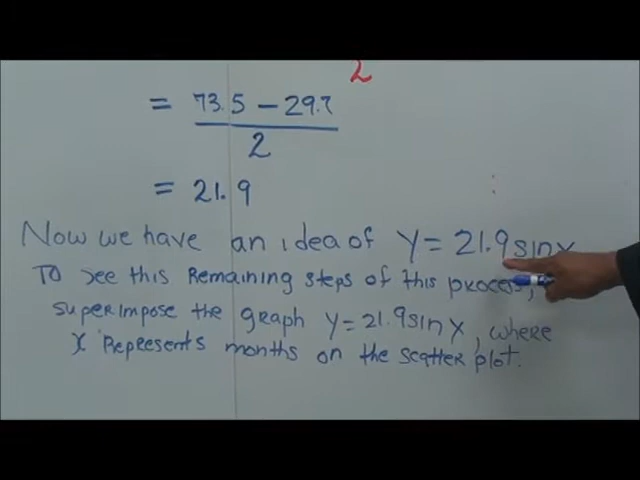 2
= 73.5 - 29.7
2
= 21.9
Now we have an idea of y = 21.9 sin x
To see this Remaining steps of this process,
superimpose the graph y = 21.9 sin x, where
x Represents months on the scatter plot.